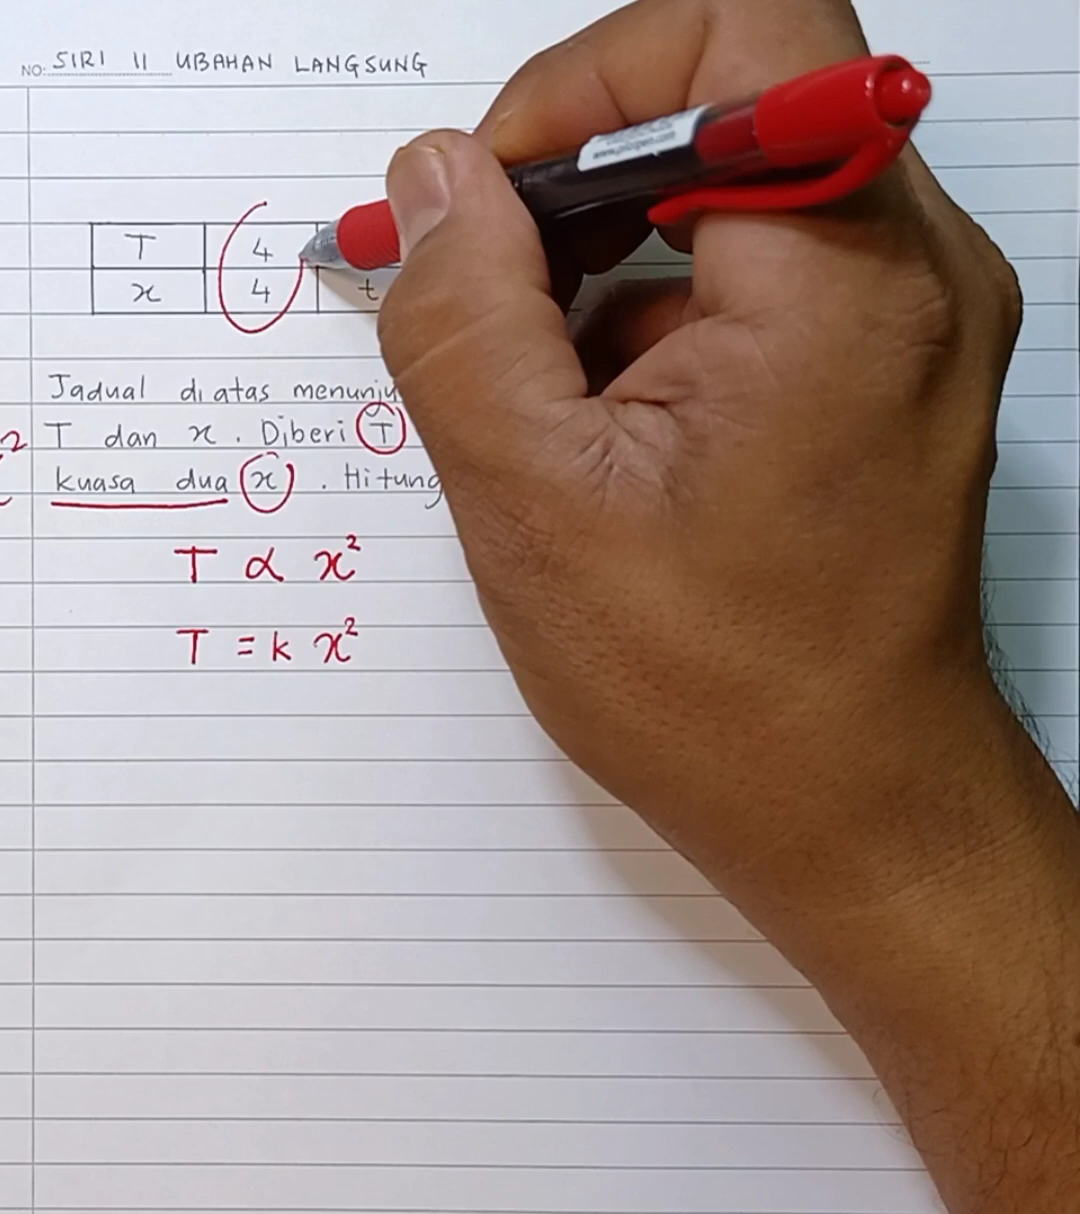 NO: SIRI 11 UBAHAN LANGSUNG
T 4
x 4 t
Jadual di atas menunju
2 T dan x. Diberi T
kuasa dua x. Hitung
T ∝ x²
T = k x²